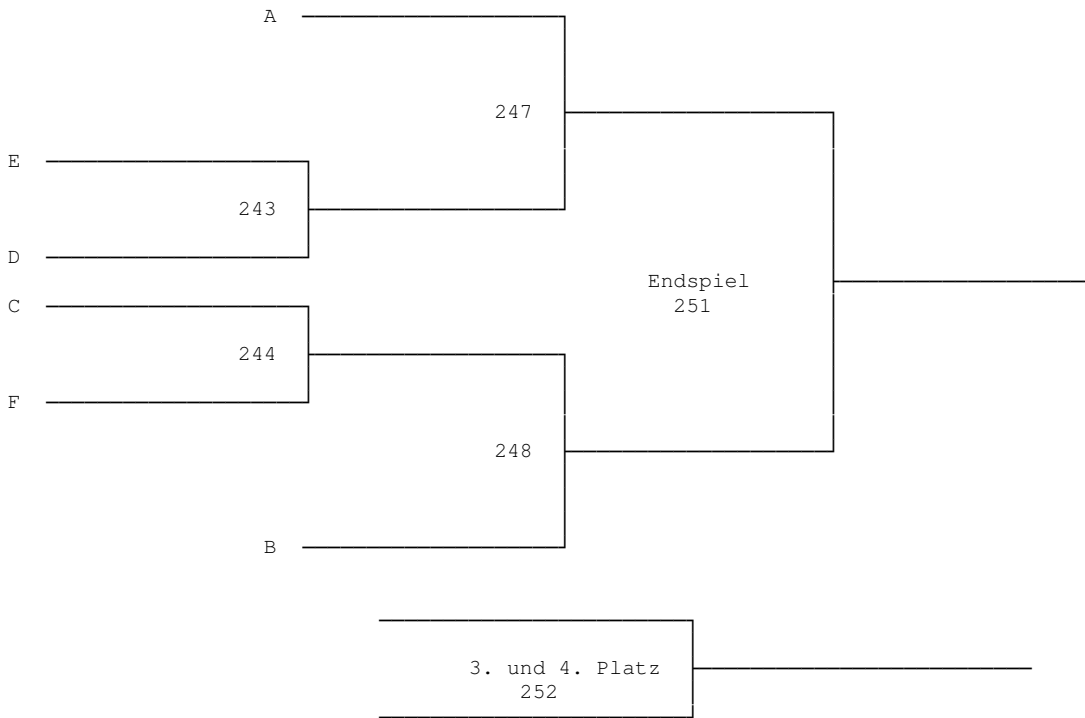 A
247
E
243
D
Endspiel
C
251
244
F
248
B
3. und 4. Platz
252